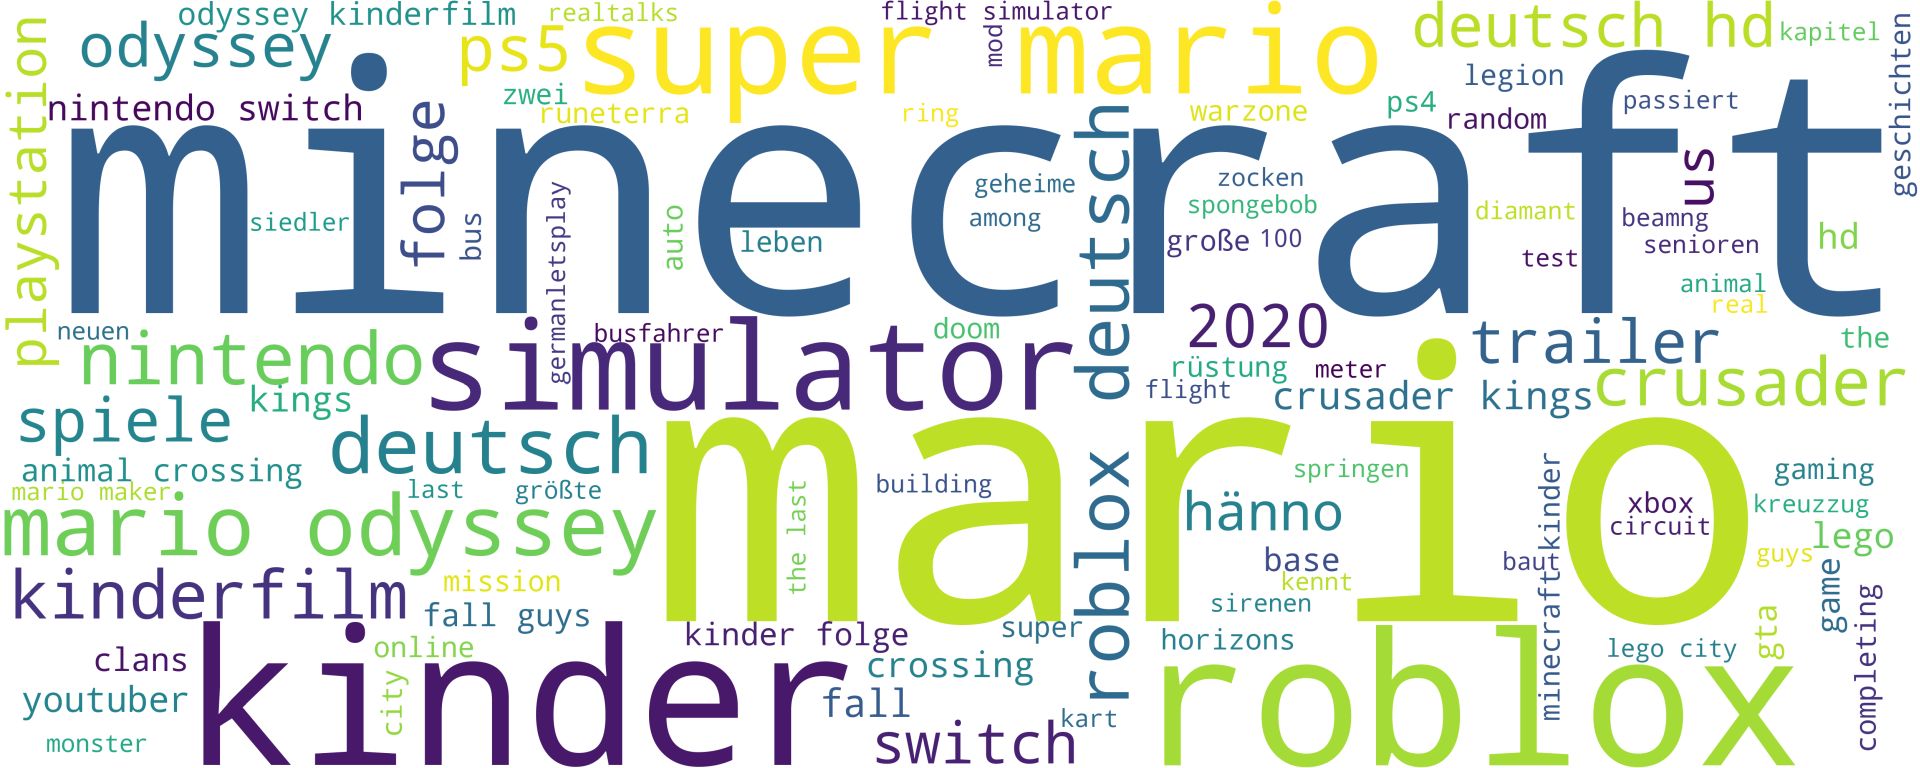 odyssey kinderfilm
realtalks
flight simulator
deutsch hd
kapitel
playstation
odyssey
ps5
super mario
mod
legion
geschichten
nintendo switch
zwei
runeterra
ring
warzone
ps4
random
passiert
minecraft
folge
siedler
bus
germanletsplay
auto
leben
geheime
among
roblox deutsch
zocken
spongebob
große
100
us
diamant
beamng
senioren
test
hd
animal
real
neuen
nintendo
simulator
busfahrer
doom
2020
trailer
the
rüstung
meter
flight
crusader kings
crusader
kings
spiele
deutsch
mario
animal crossing
mario maker
last
größte
building
springen
gaming
mario odyssey
the last
hänno
xbox
circuit
kreuzzug
lego
base
kennt
baut
minecraft kinder
guys
kinderfilm
mission
fall guys
sirenen
game
completing
kinder
online
kinder folge
super
horizons
lego city
gta
clans
city
crossing
roblox
youtuber
fall
kart
monster
switch